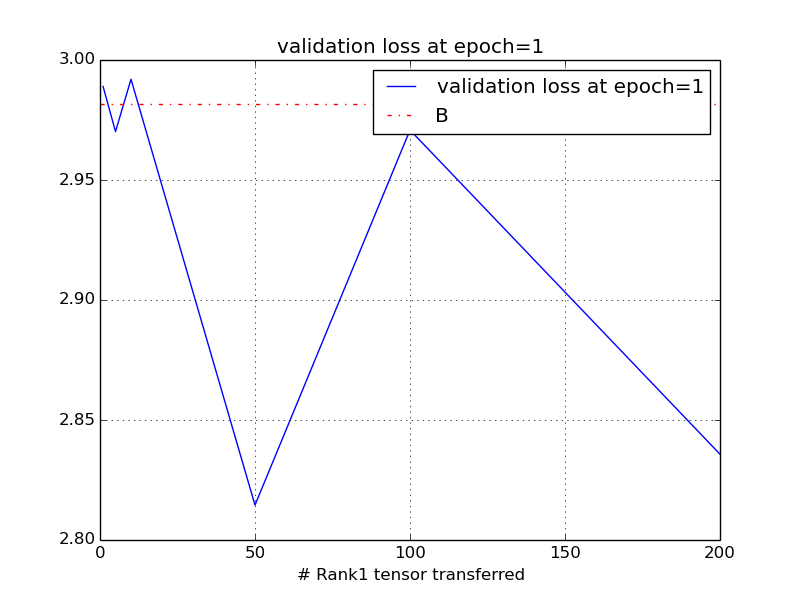 validation loss at epoch=1
3.00
2.95
2.90
2.85
2.80
validation loss at epoch=1
B
0 50 100 150 200
# Rank1 tensor transferred